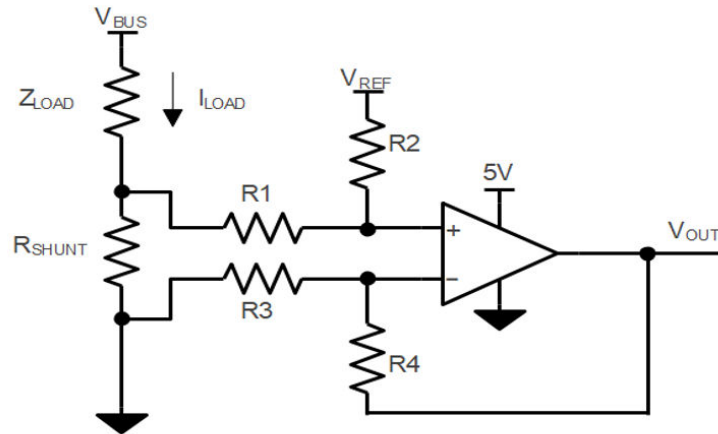 VBUS
ZLOAD
ILOAD
VREF
R2
5V
R1
+
VOUT
RSHUNT
−
R3
R4